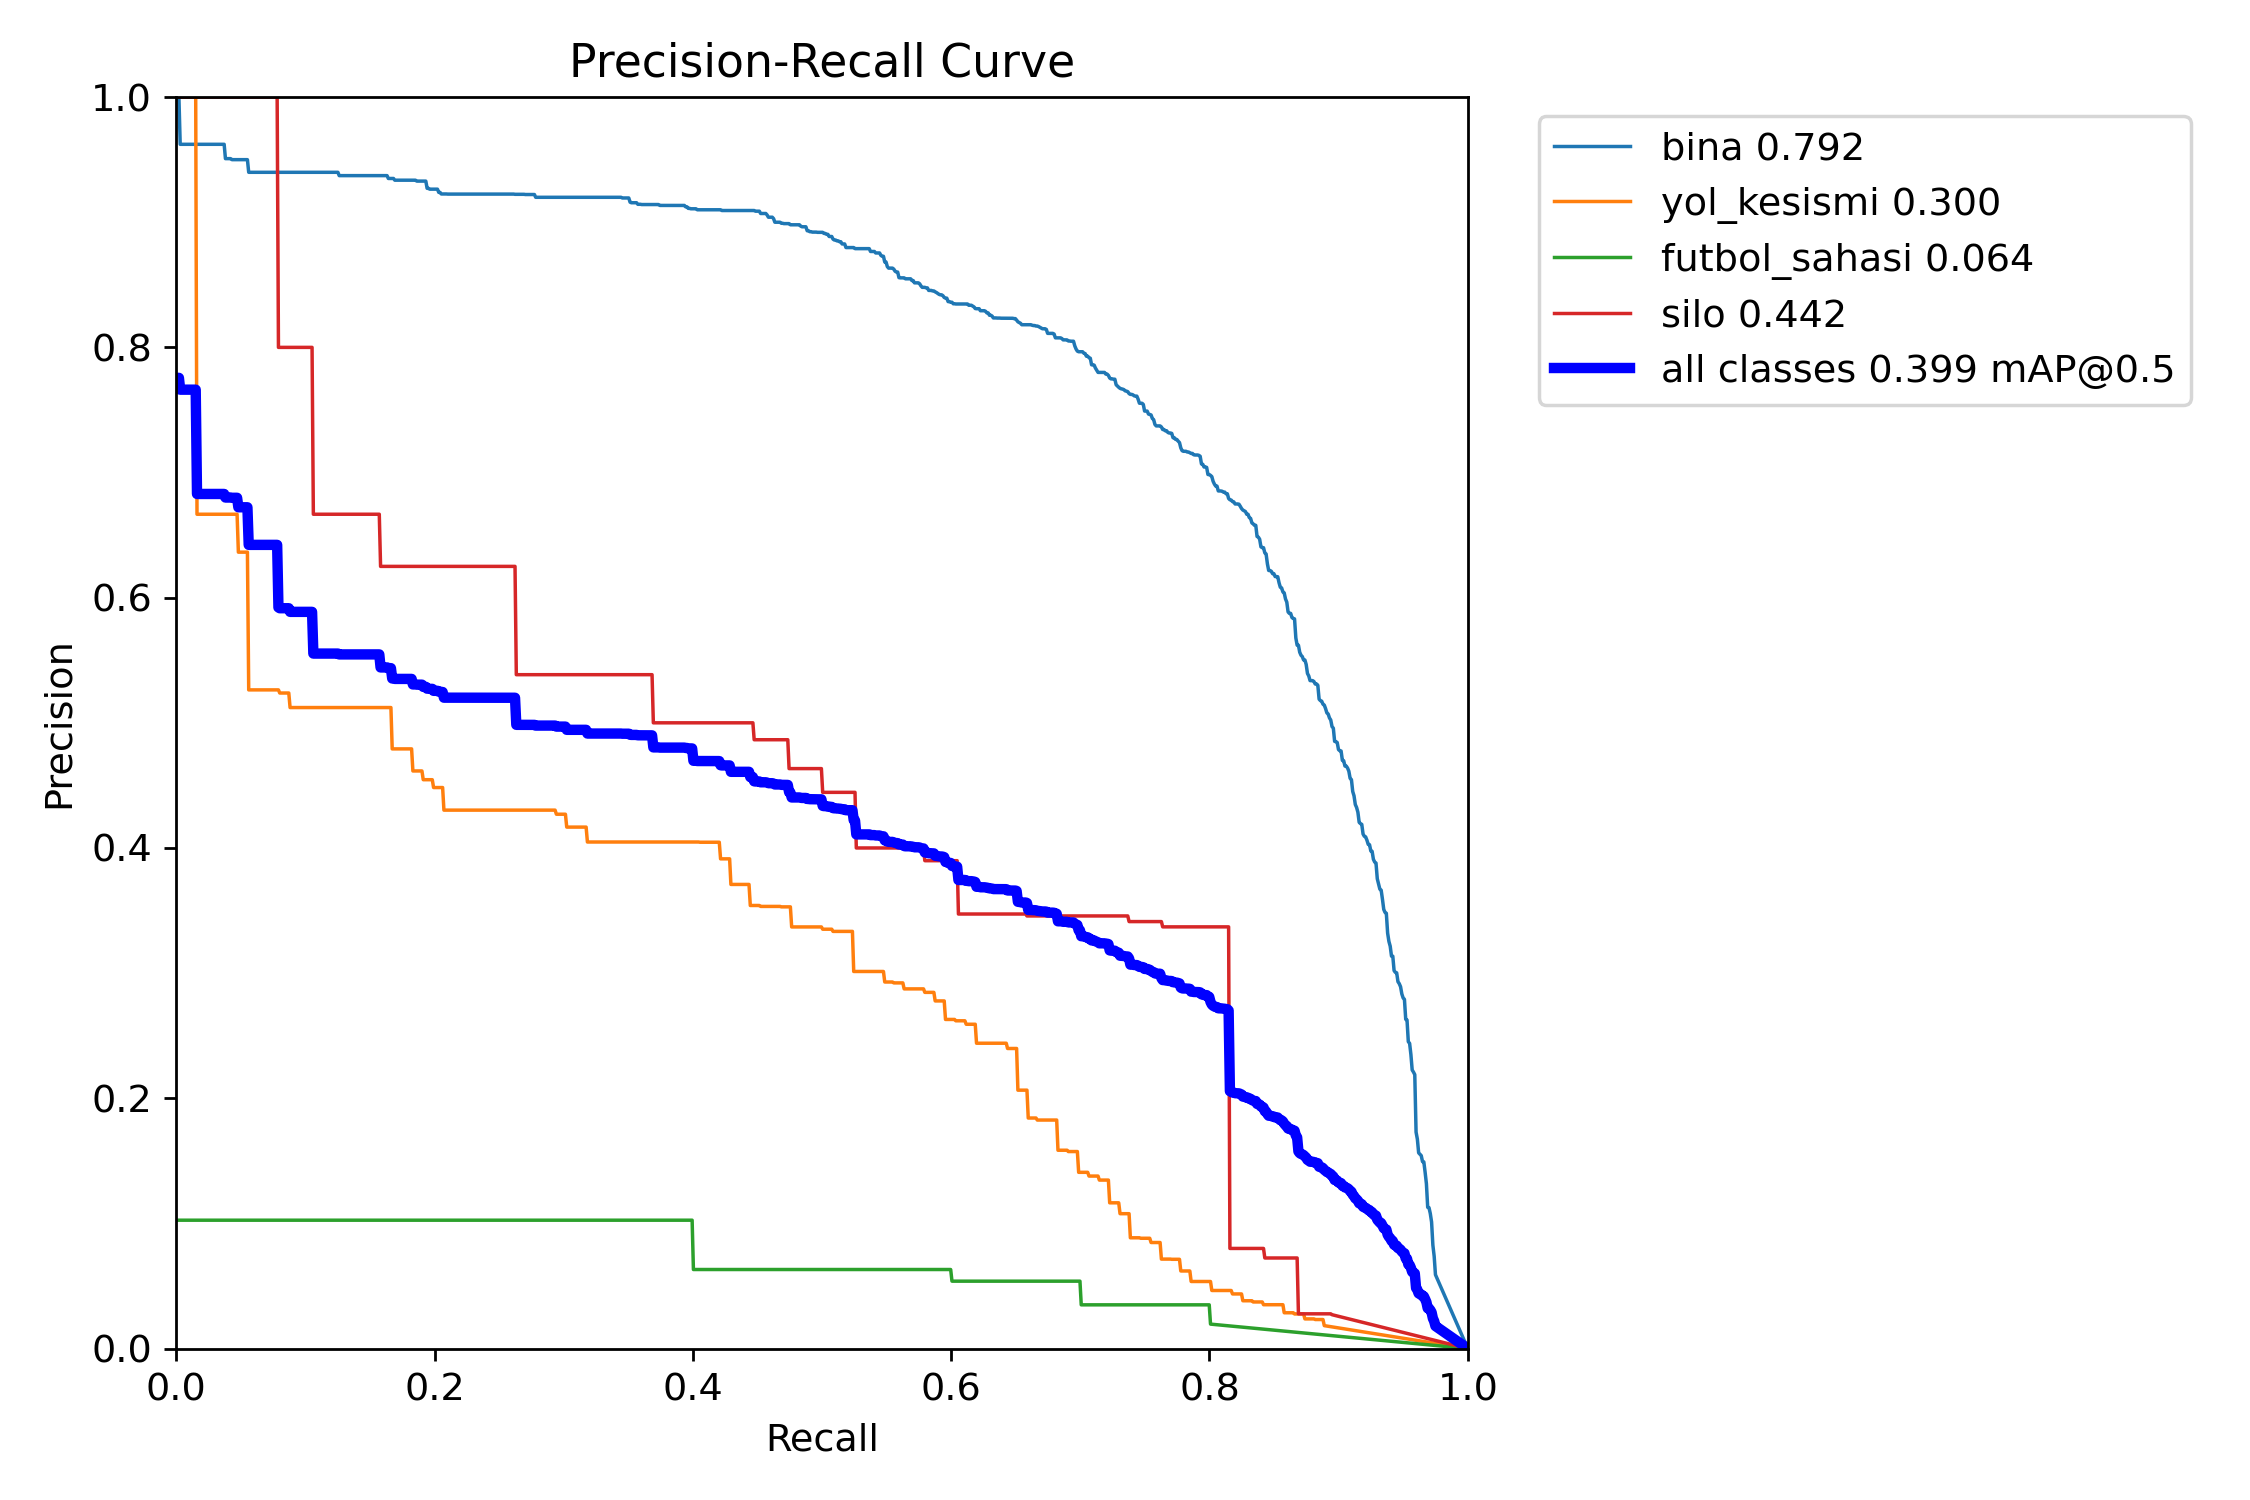 Precision-Recall Curve
1.0
0.8
0.6
0.4
0.2
0.0
Precision
0.0 0.2 0.4 0.6 0.8 1.0
Recall
bina 0.792
yol_kesismi 0.300
futbol_sahasi 0.064
silo 0.442
all classes 0.399 mAP@0.5